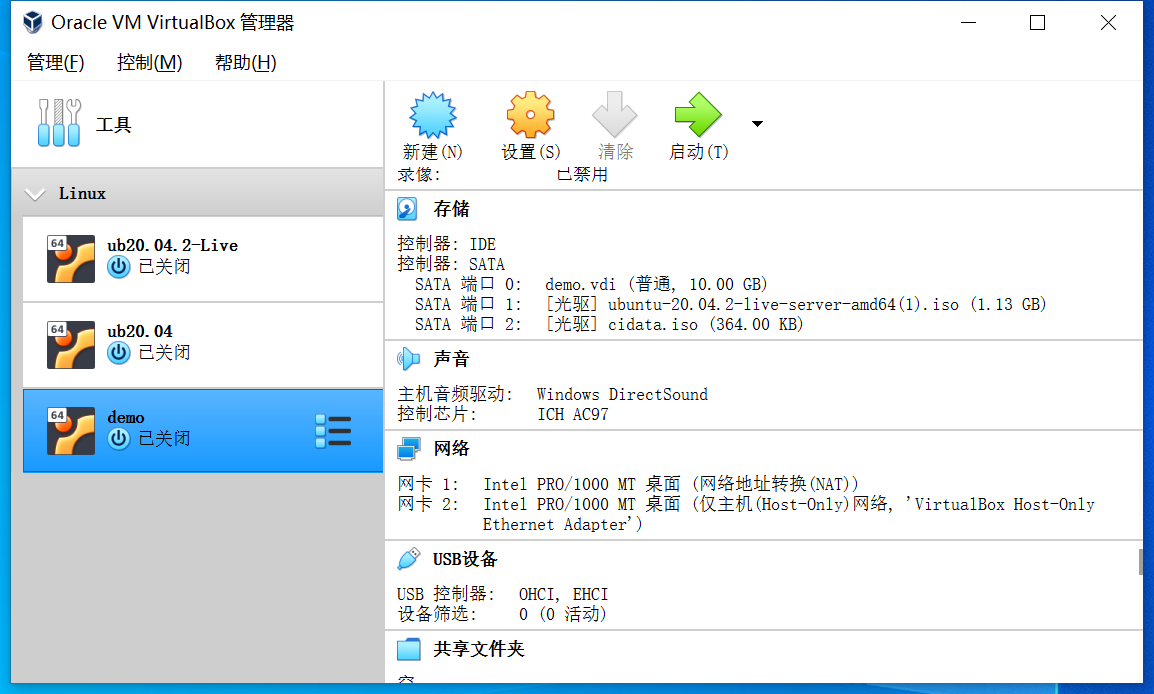 Oracle VM VirtualBox 管理器
管理(F) 控制(M) 帮助(H)
工具
新建(N) 设置(S) 清除 启动(T)
Linux
64 ub20.04.2-Live
已关闭
64 ub20.04
已关闭
64 demo
已关闭
录像: 已禁用
存储
控制器: IDE
控制器: SATA
SATA 端口 0: demo.vdi (普通, 10.00 GB)
SATA 端口 1: [光驱] ubuntu-20.04.2-live-server-amd64(1).iso (1.13 GB)
SATA 端口 2: [光驱] cidata.iso (364.00 KB)
声音
主机音频驱动: Windows DirectSound
控制芯片: ICH AC97
网络
网卡 1: Intel PRO/1000 MT 桌面 (网络地址转换(NAT))
网卡 2: Intel PRO/1000 MT 桌面 (仅主机(Host-Only)网络, 'VirtualBox Host-Only
Ethernet Adapter')
USB设备
USB 控制器: OHCI, EHCI
设备筛选: 0 (0 活动)
共享文件夹